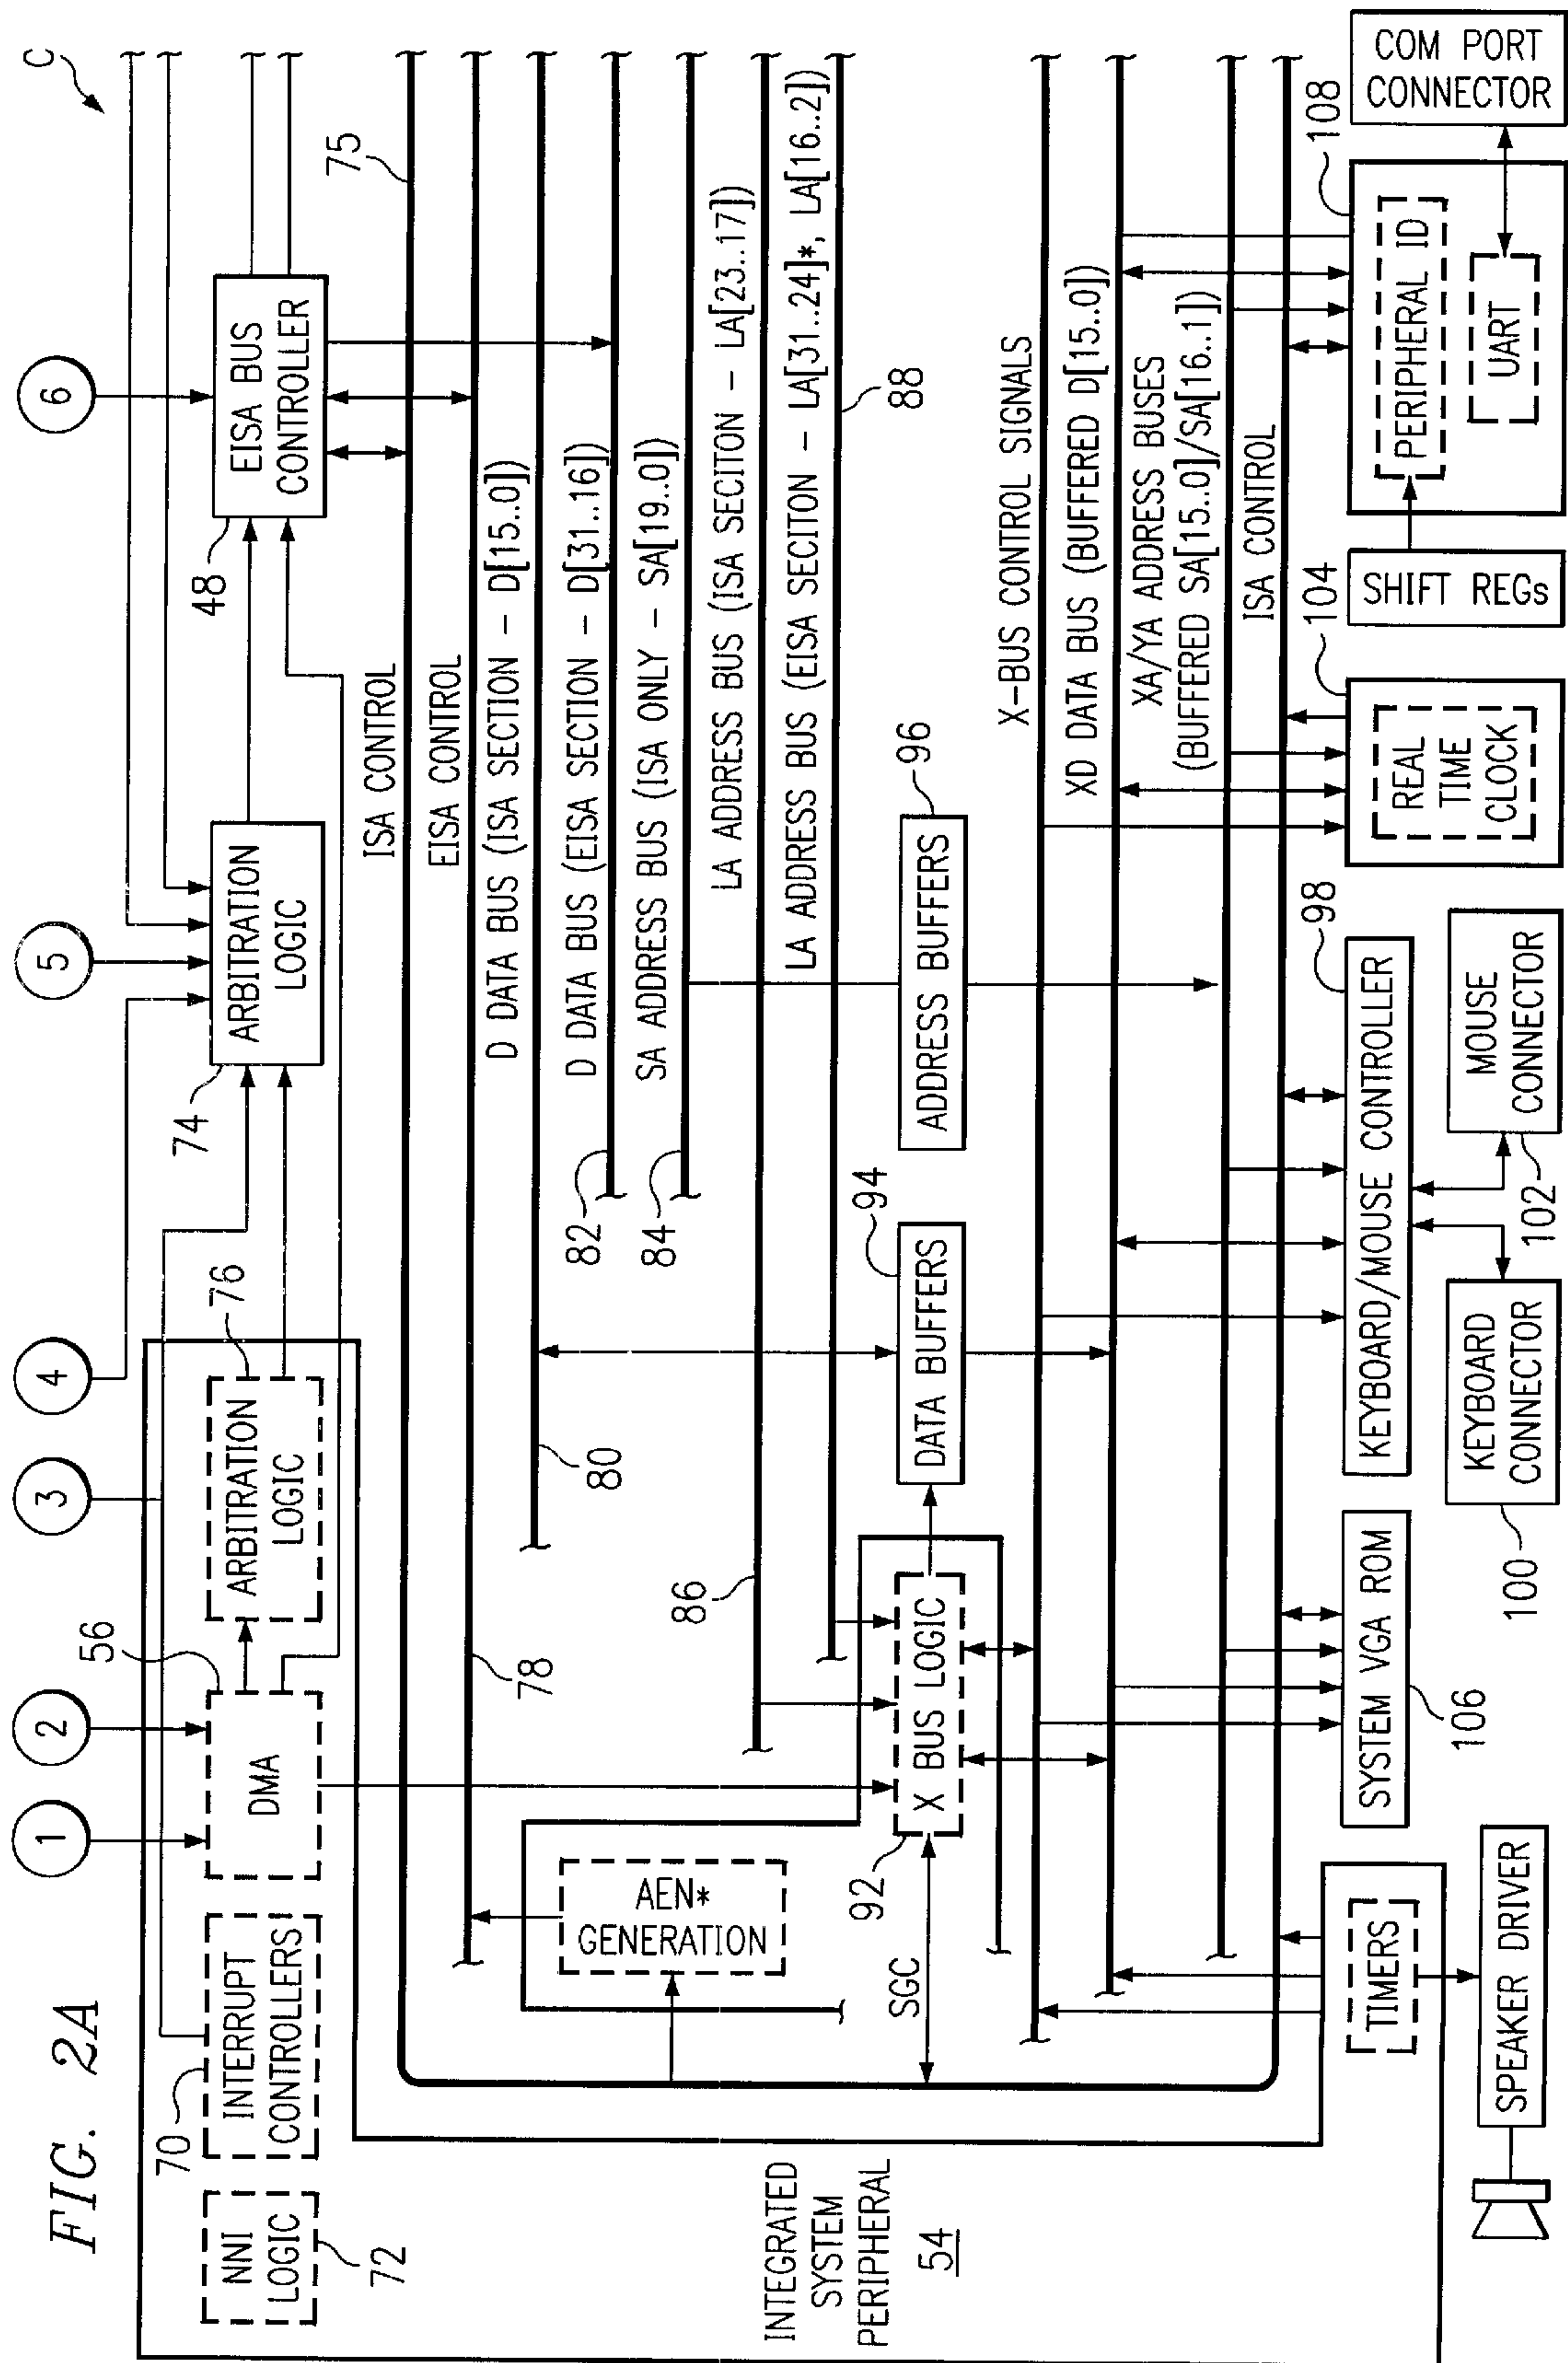 FIG. 2A
C
1
2
3
4
5
6
70
56
76
74
48
75
NNI
LOGIC
72
INTERRUPT
CONTROLLERS
DMA
ARBITRATION
LOGIC
ARBITRATION
LOGIC
EISA BUS
CONTROLLER
ISA CONTROL
EISA CONTROL
78
D DATA BUS (ISA SECTION - D[15..0])
80
D DATA BUS (EISA SECTION - D[31..16])
82
SA ADDRESS BUS (ISA ONLY - SA[19..0])
84
LA ADDRESS BUS (ISA SECITON - LA[23..17])
86
LA ADDRESS BUS (EISA SECITON - LA[31..24]*, LA[16..2])
88
AEN*
GENERATION
INTEGRATED
SYSTEM
PERIPHERAL
54
SGC
92
X BUS LOGIC
94
DATA BUFFERS
96
ADDRESS BUFFERS
X-BUS CONTROL SIGNALS
XD DATA BUS (BUFFERED D[15..0])
XA/YA ADDRESS BUSES
(BUFFERED SA[15..0]/SA[16..1])
ISA CONTROL
TIMERS
SPEAKER DRIVER
SYSTEM VGA ROM
106
98
KEYBOARD/MOUSE CONTROLLER
KEYBOARD
CONNECTOR
100
MOUSE
CONNECTOR
102
104
REAL
TIME
CLOCK
SHIFT REGs
108
PERIPHERAL ID
UART
COM PORT
CONNECTOR